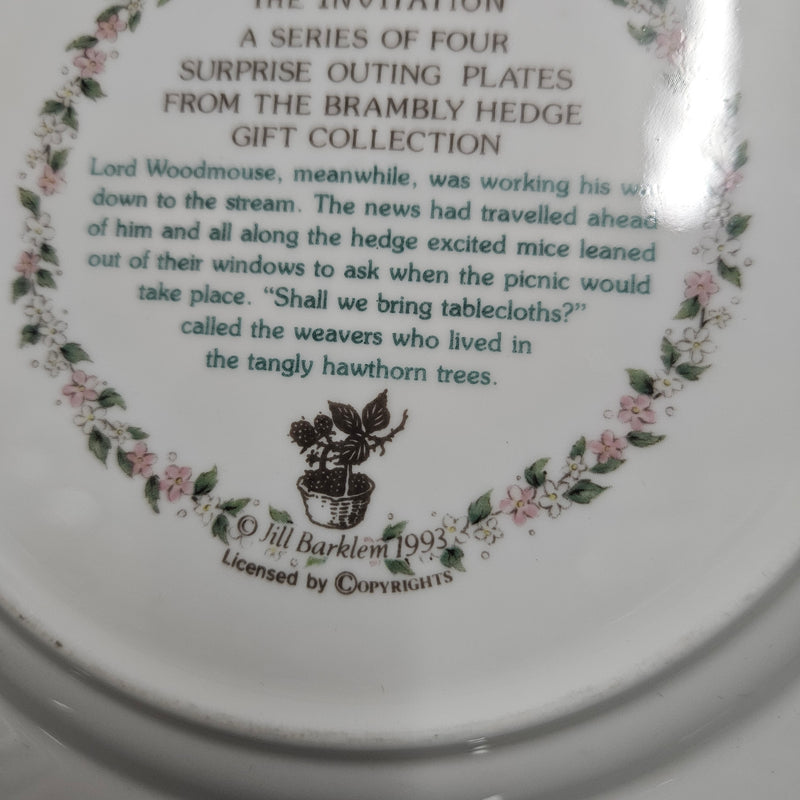 THE INVITATION
A SERIES OF FOUR
SURPRISE OUTING PLATES
FROM THE BRAMBLY HEDGE
GIFT COLLECTION
Lord Woodmouse, meanwhile, was working his
down to the stream. The news had travelled ahead
of him and all along the hedge excited mice leaned
out of their windows to ask when the picnic would
take place. “Shall we bring tablecloths?”
called the weavers who lived in
the tangly hawthorn trees.
© Jill Barklem 1993
Licensed by COPYRIGHTS